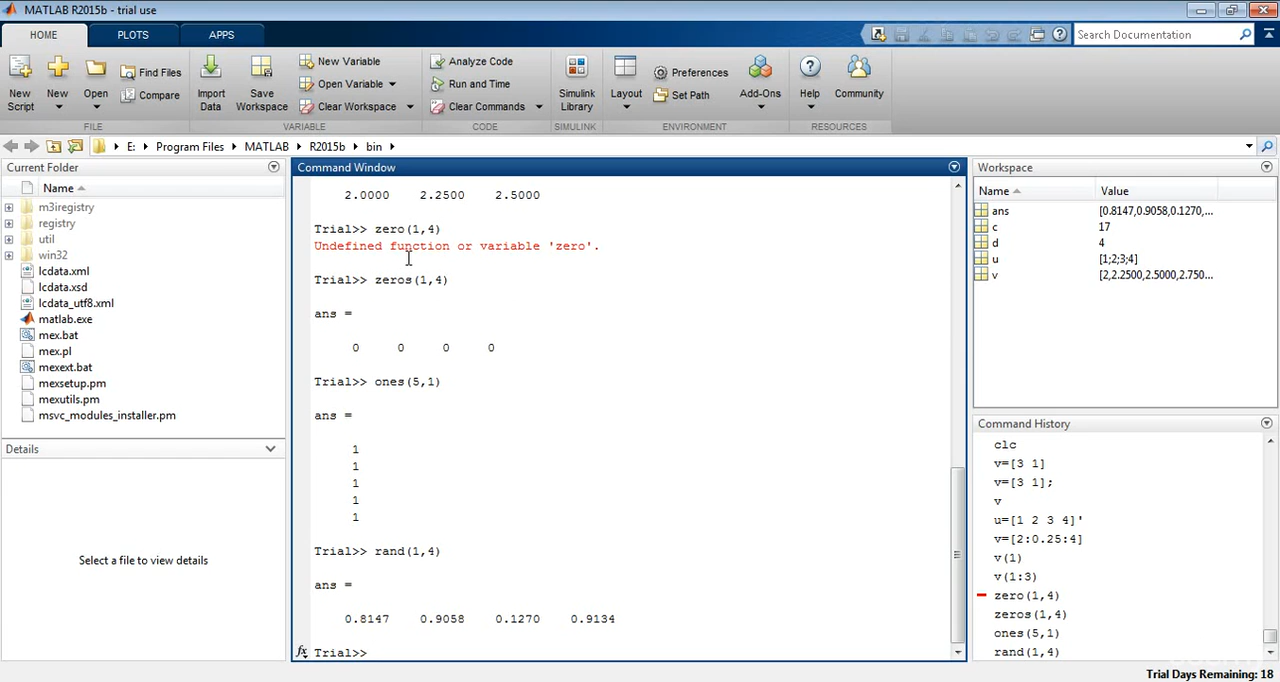 MATLAB R2015b - trial use
HOME PLOTS APPS
Search Documentation
New Script
New
Open
Find Files
Compare
Import Data
Save Workspace
New Variable
Open Variable
Clear Workspace
Analyze Code
Run and Time
Clear Commands
Simulink Library
Layout
Preferences
Set Path
Add-Ons
Help
Community
FILE VARIABLE CODE SIMULINK ENVIRONMENT RESOURCES
E: Program Files MATLAB R2015b bin
Current Folder
Name
m3iregistry
registry
util
win32
lcdata.xml
lcdata.xsd
lcdata_utf8.xml
matlab.exe
mex.bat
mex.pl
mexext.bat
mexsetup.pm
mexutils.pm
msvc_modules_installer.pm
Details
Select a file to view details
Command Window
2.0000 2.2500 2.5000
Trial>> zero(1,4)
Undefined function or variable 'zero'.
Trial>> zeros(1,4)
ans =
0 0 0 0
Trial>> ones(5,1)
ans =
1
1
1
1
1
Trial>> rand(1,4)
ans =
0.8147 0.9058 0.1270 0.9134
fx Trial>>
Workspace
Name Value
ans [0.8147,0.9058,0.1270,...
c 17
d 4
u [1;2;3;4]
v [2,2.2500,2.5000,2.750...
Command History
clc
v=[3 1]
v=[3 1];
v
u=[1 2 3 4]'
v=[2:0.25:4]
v(1)
v(1:3)
zero(1,4)
zeros(1,4)
ones(5,1)
rand(1,4)
Trial Days Remaining: 18